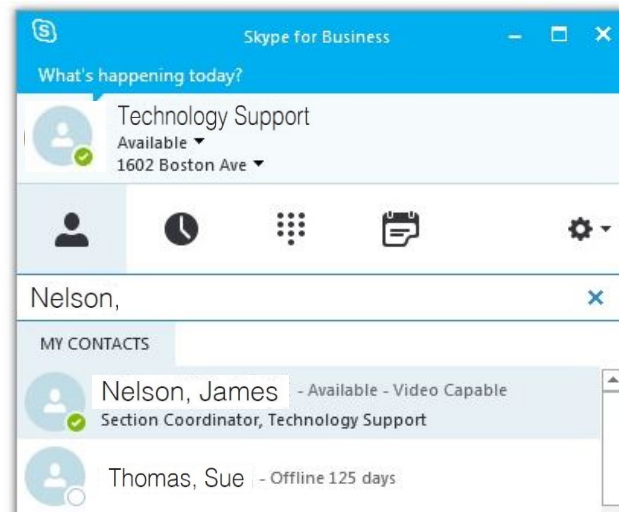 S
Skype for Business
What's happening today?
Technology Support
Available
1602 Boston Ave
Nelson,
MY CONTACTS
Nelson, James - Available - Video Capable
Section Coordinator, Technology Support
Thomas, Sue - Offline 125 days